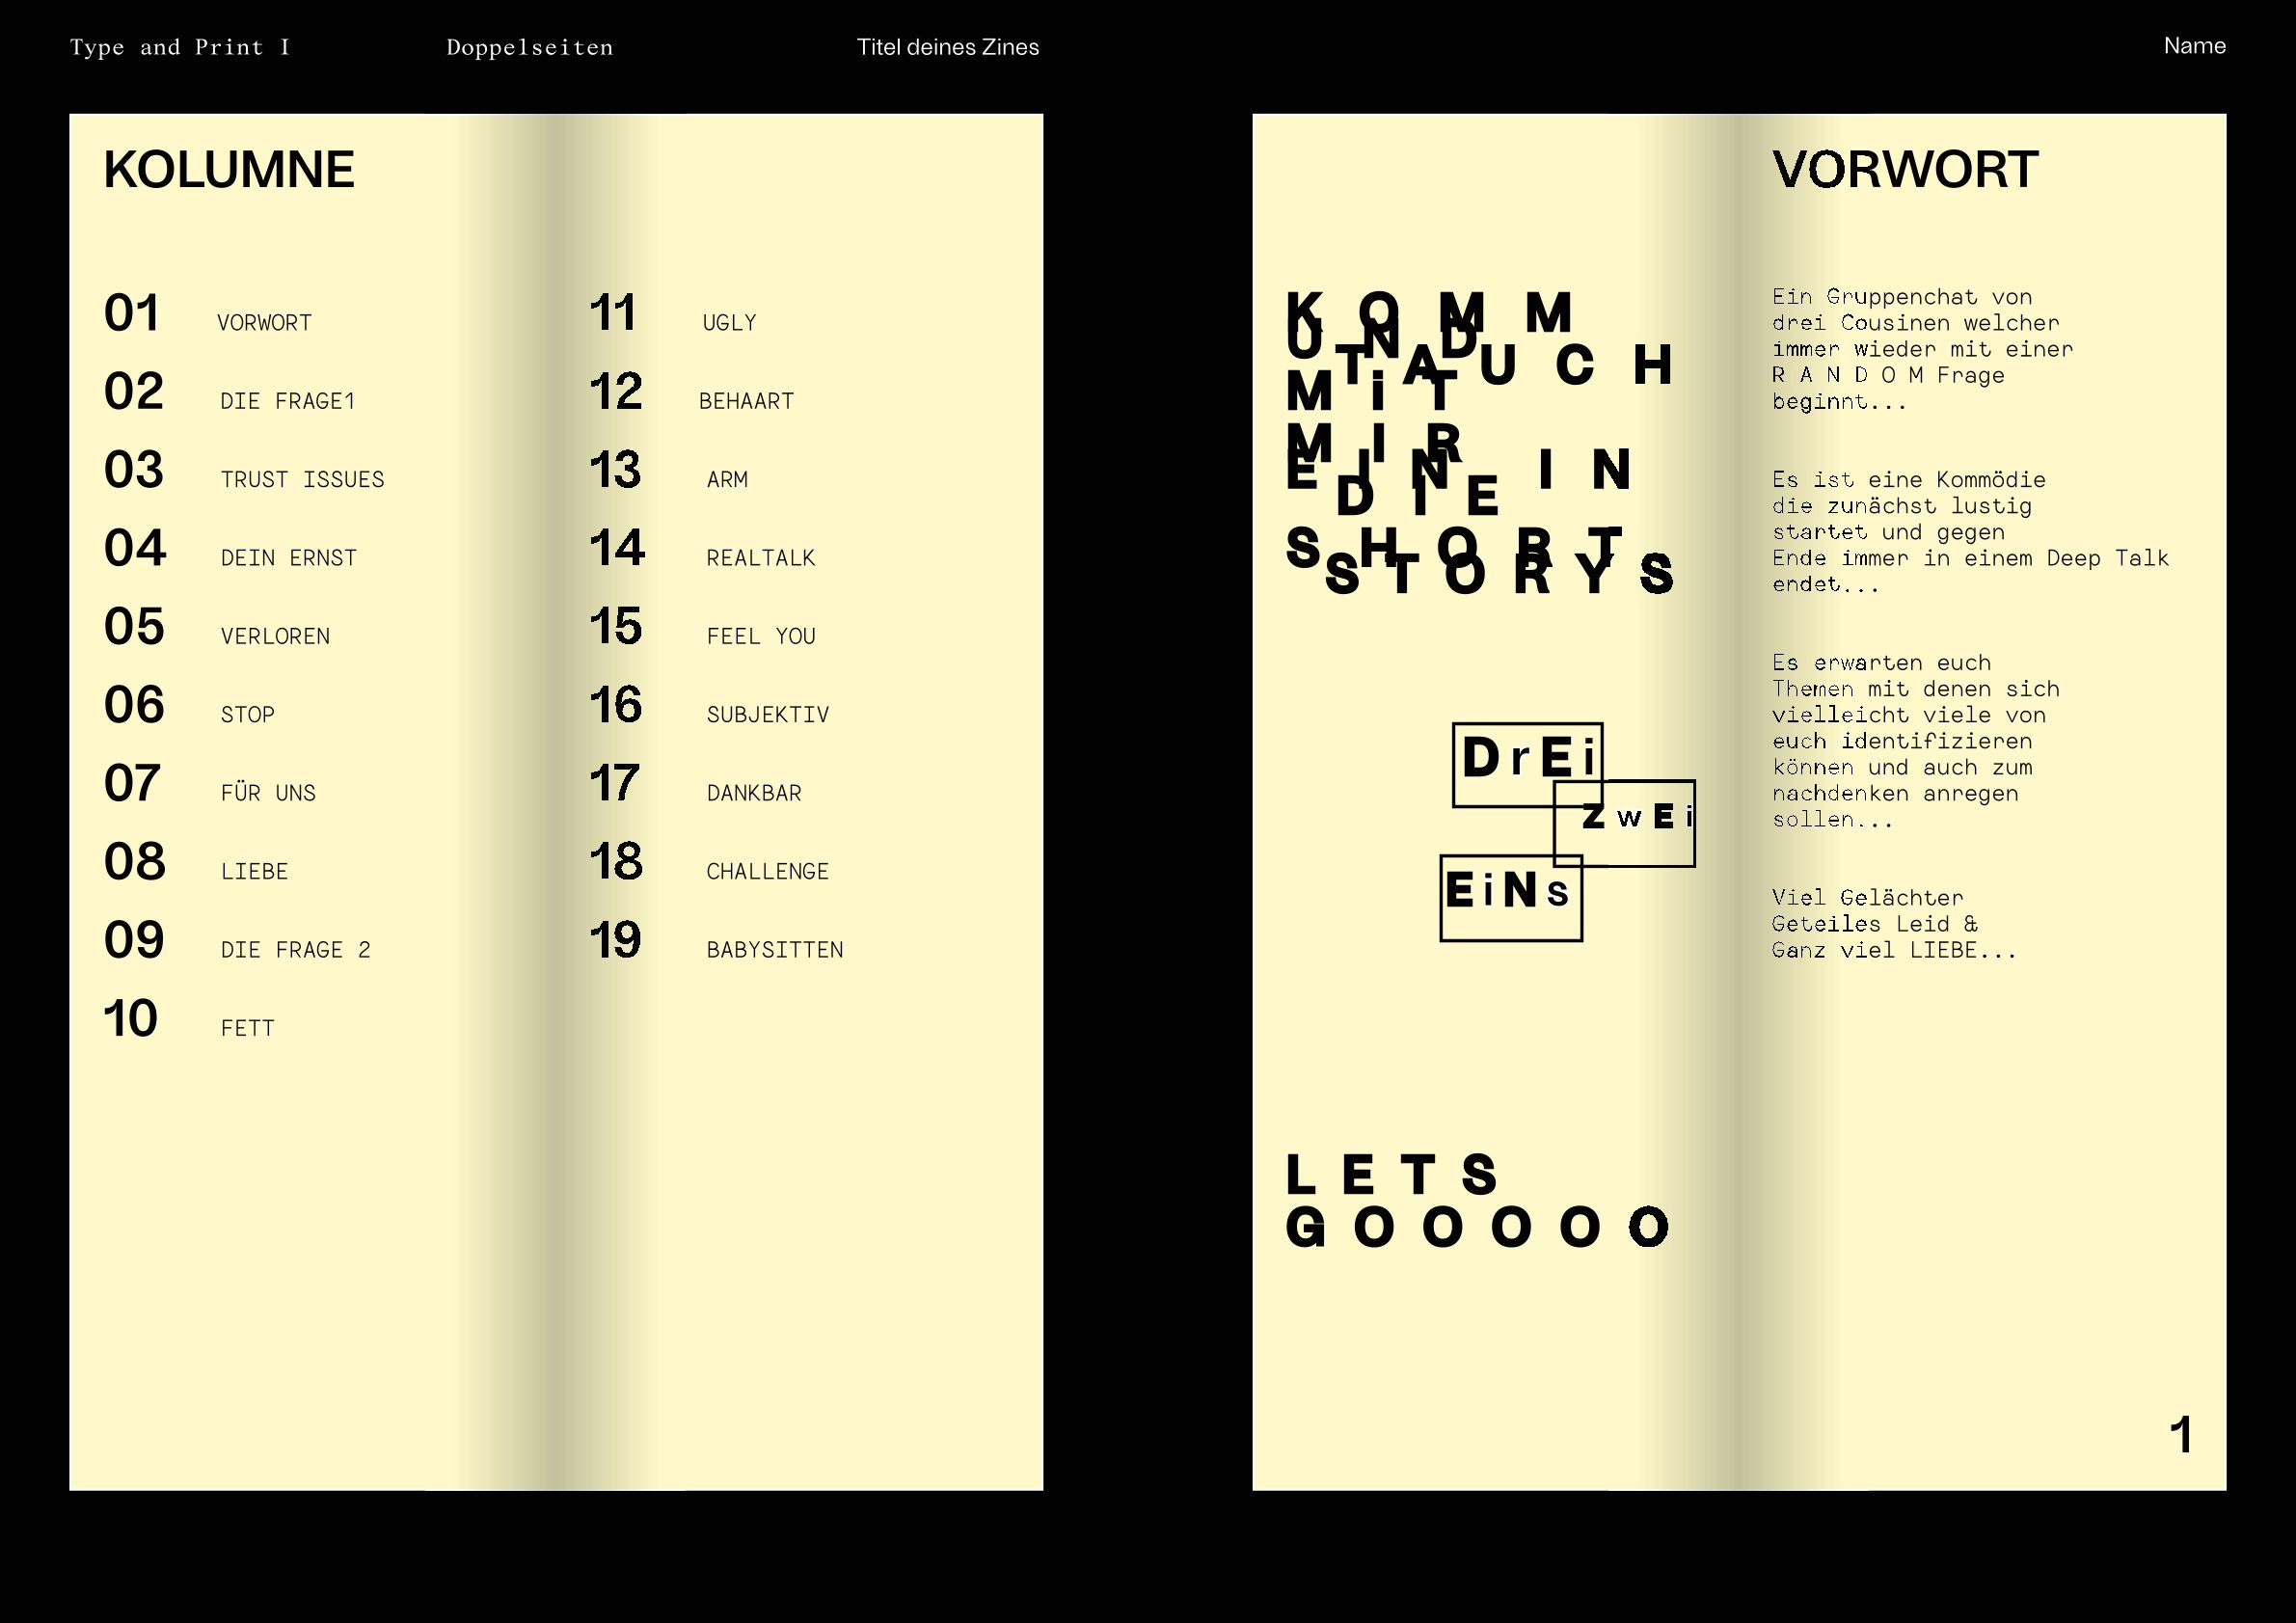 Type and Print I
Doppelseiten
Titel deines Zines
Name
KOLUMNE
01 VORWORT
02 DIE FRAGE1
03 TRUST ISSUES
04 DEIN ERNST
05 VERLOREN
06 STOP
07 FÜR UNS
08 LIEBE
09 DIE FRAGE 2
10 FETT
11 UGLY
12 BEHAART
13 ARM
14 REALTALK
15 FEEL YOU
16 SUBJEKTIV
17 DANKBAR
18 CHALLENGE
19 BABYSITTEN
K O M M
U N D
T A U C H
M i T
M I R
E I N E I N
D I E
S H O R T
S T O R Y S
DrEi
ZwEi
EiNs
L E T S
G O O O O O
VORWORT
Ein Gruppenchat von
drei Cousinen welcher
immer wieder mit einer
R A N D O M Frage
beginnt...
Es ist eine Kommödie
die zunächst lustig
startet und gegen
Ende immer in einem Deep Talk
endet...
Es erwarten euch
Themen mit denen sich
vielleicht viele von
euch identifizieren
können und auch zum
nachdenken anregen
sollen...
Viel Gelächter
Geteiles Leid &
Ganz viel LIEBE...
1